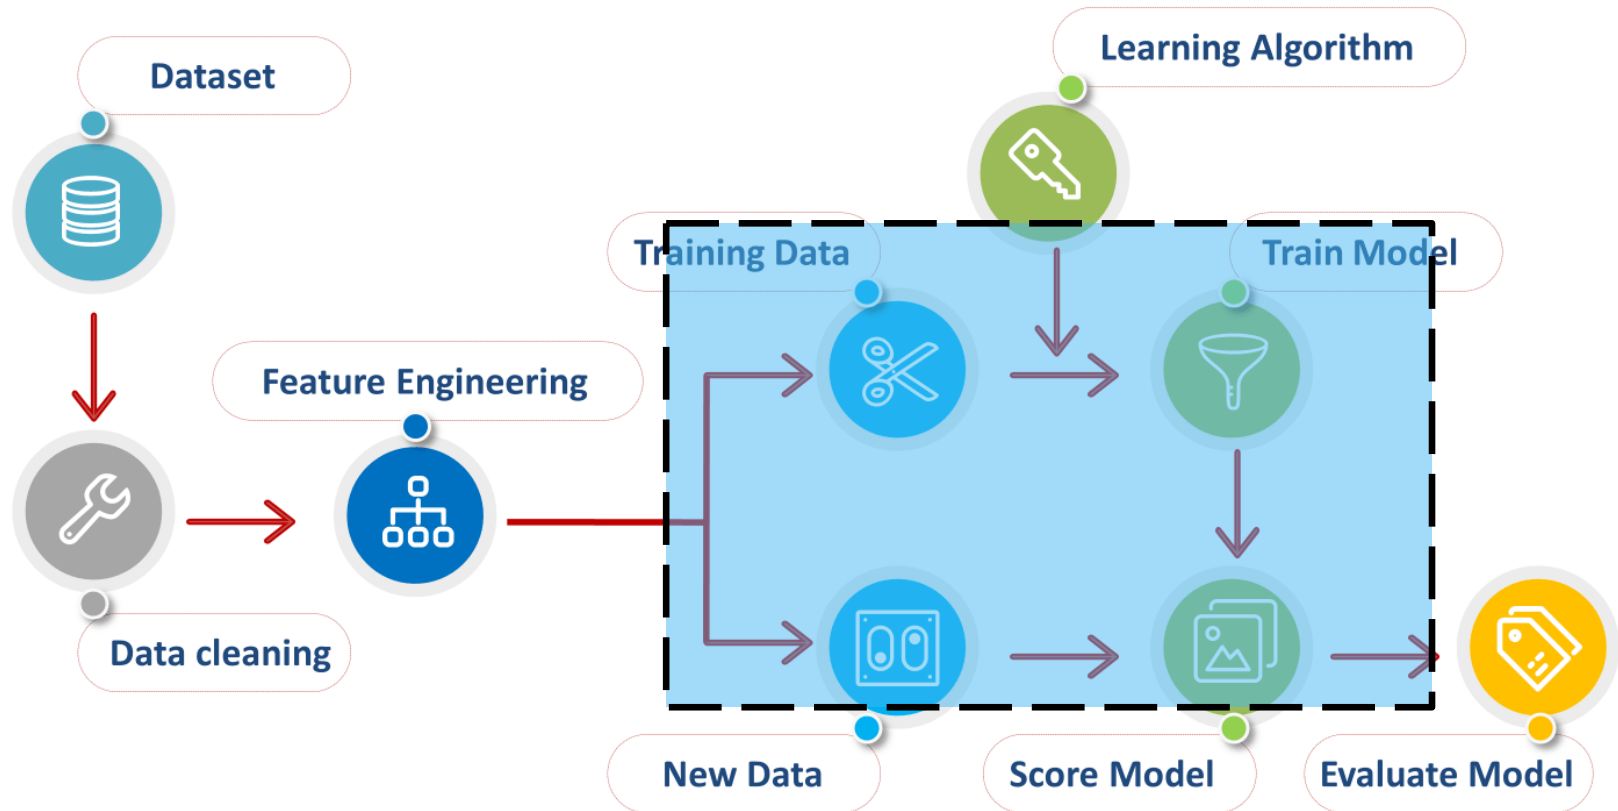 Learning Algorithm
Dataset
Training Data
Train Model
Feature Engineering
Data cleaning
New Data
Score Model
Evaluate Model